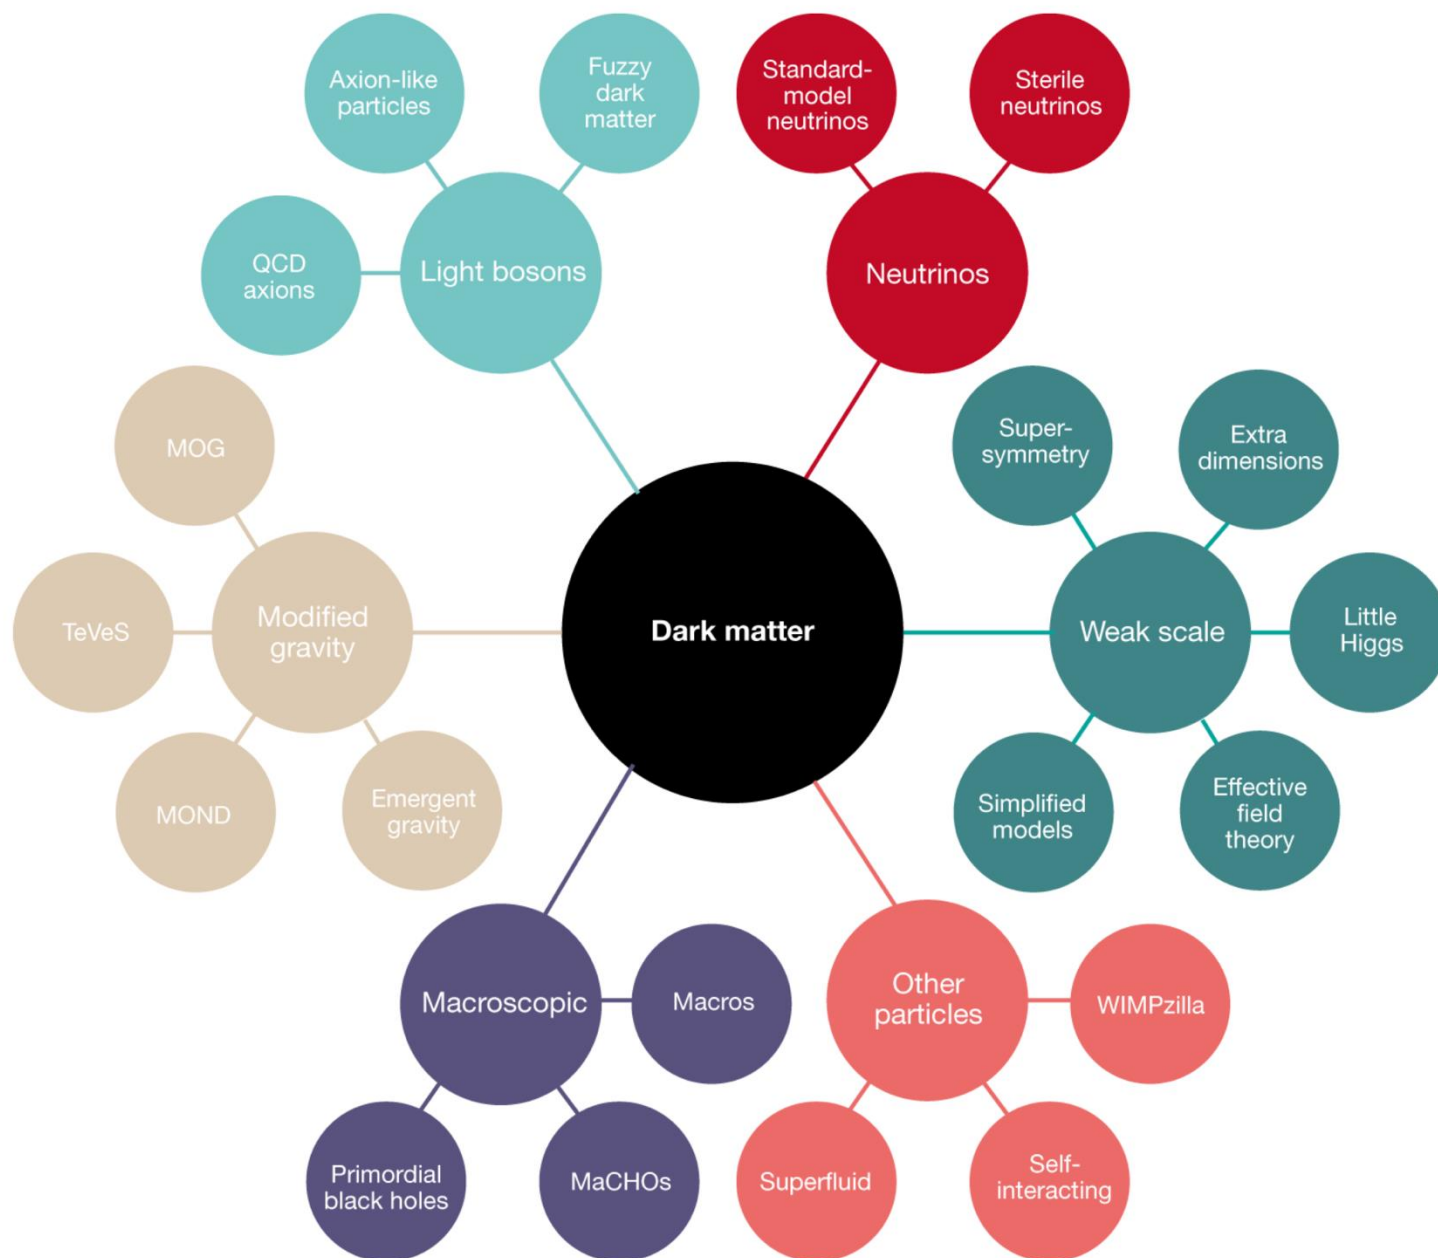 Axion-like
particles
Fuzzy
dark
matter
QCD
axions
Light bosons
Standard-
model
neutrinos
Sterile
neutrinos
Neutrinos
MOG
TeVeS
Modified
gravity
MOND
Emergent
gravity
Dark matter
Super-
symmetry
Extra
dimensions
Weak scale
Little
Higgs
Simplified
models
Effective
field
theory
Macroscopic
Macros
Primordial
black holes
MaCHOs
Other
particles
WIMPzilla
Superfluid
Self-
interacting